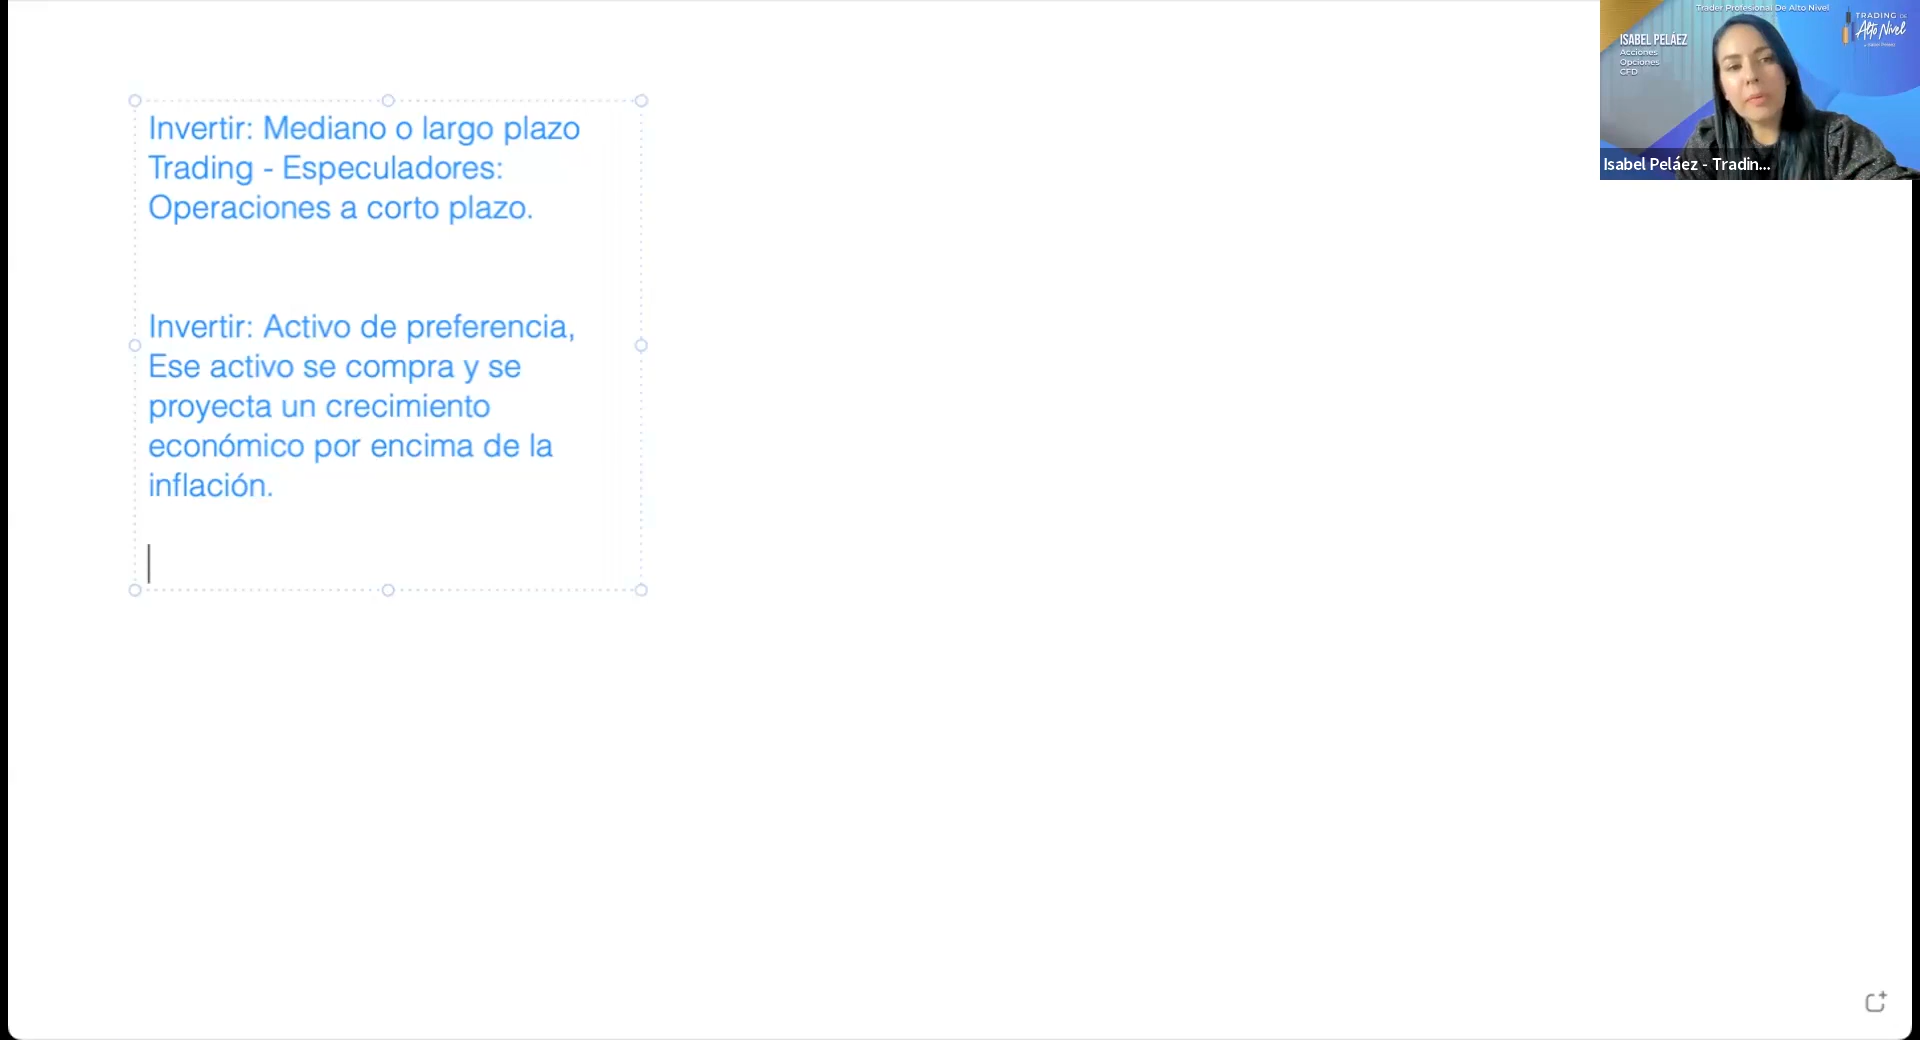 Trader Profesional De Alto Nivel
TRADING DE
Alto Nivel
ISABEL PELÁEZ
Acciones
Opciones
CFD
Isabel Peláez - Tradin...
Invertir: Mediano o largo plazo
Trading - Especuladores:
Operaciones a corto plazo.
Invertir: Activo de preferencia,
Ese activo se compra y se
proyecta un crecimiento
económico por encima de la
inflación.